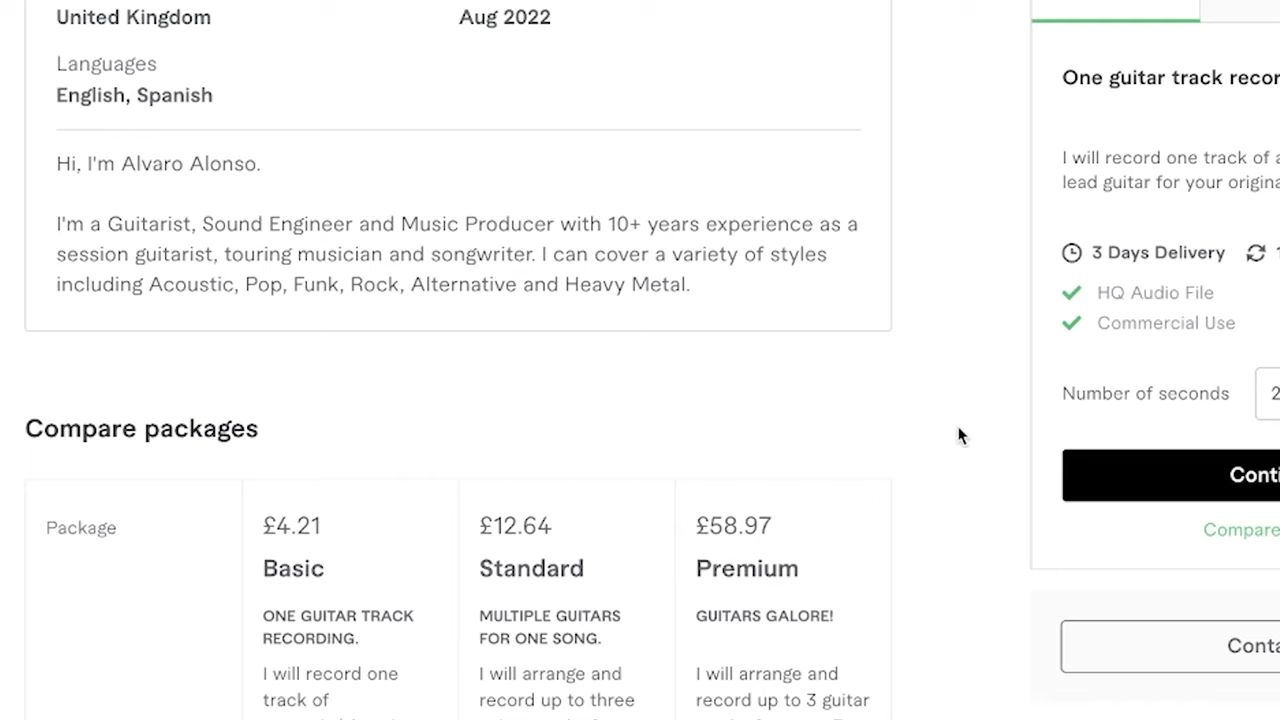 United Kingdom
Aug 2022
Languages
English, Spanish
Hi, I'm Alvaro Alonso.
I'm a Guitarist, Sound Engineer and Music Producer with 10+ years experience as a
session guitarist, touring musician and songwriter. I can cover a variety of styles
including Acoustic, Pop, Funk, Rock, Alternative and Heavy Metal.
Compare packages
Package
£4.21
Basic
ONE GUITAR TRACK
RECORDING.
I will record one
track of
£12.64
Standard
MULTIPLE GUITARS
FOR ONE SONG.
I will arrange and
record up to three
£58.97
Premium
GUITARS GALORE!
I will arrange and
record up to 3 guitar
One guitar track
I will record one track of
lead guitar for your
3 Days Delivery
HQ Audio File
Commercial Use
Number of seconds
Compare